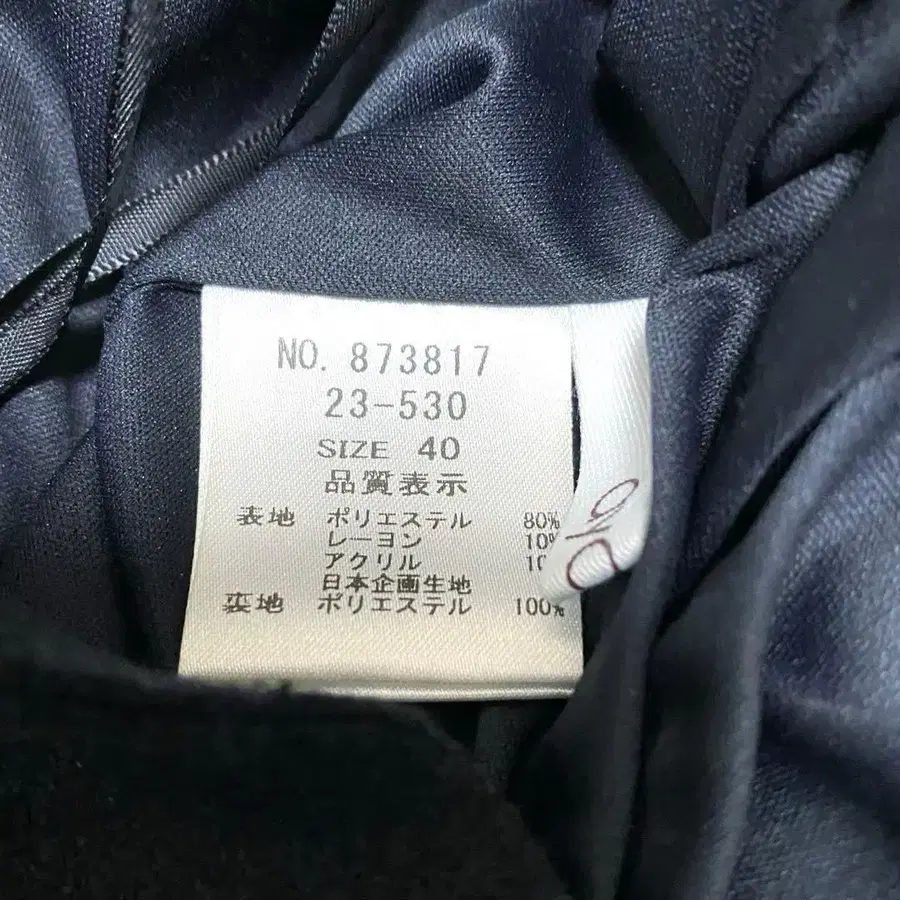 NO. 873817
23-530
SIZE 40
品質表示
表地 ポリエステル 80%
レーヨン 10%
アクリル 10
日本企画生地
裏地 ポリエステル 100%